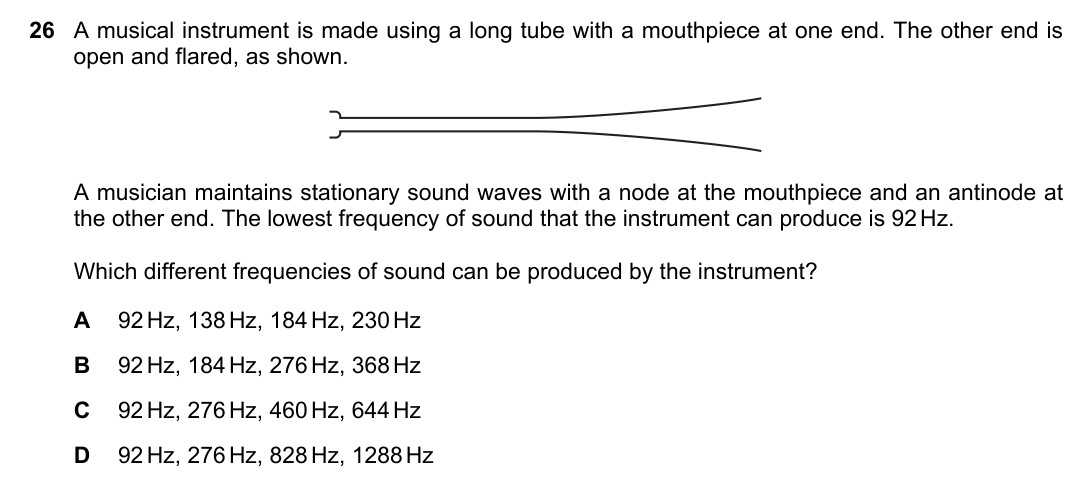 26 A musical instrument is made using a long tube with a mouthpiece at one end. The other end is
open and flared, as shown.
A musician maintains stationary sound waves with a node at the mouthpiece and an antinode at
the other end. The lowest frequency of sound that the instrument can produce is 92 Hz.
Which different frequencies of sound can be produced by the instrument?
A 92 Hz, 138 Hz, 184 Hz, 230 Hz
B 92 Hz, 184 Hz, 276 Hz, 368 Hz
C 92 Hz, 276 Hz, 460 Hz, 644 Hz
D 92 Hz, 276 Hz, 828 Hz, 1288 Hz